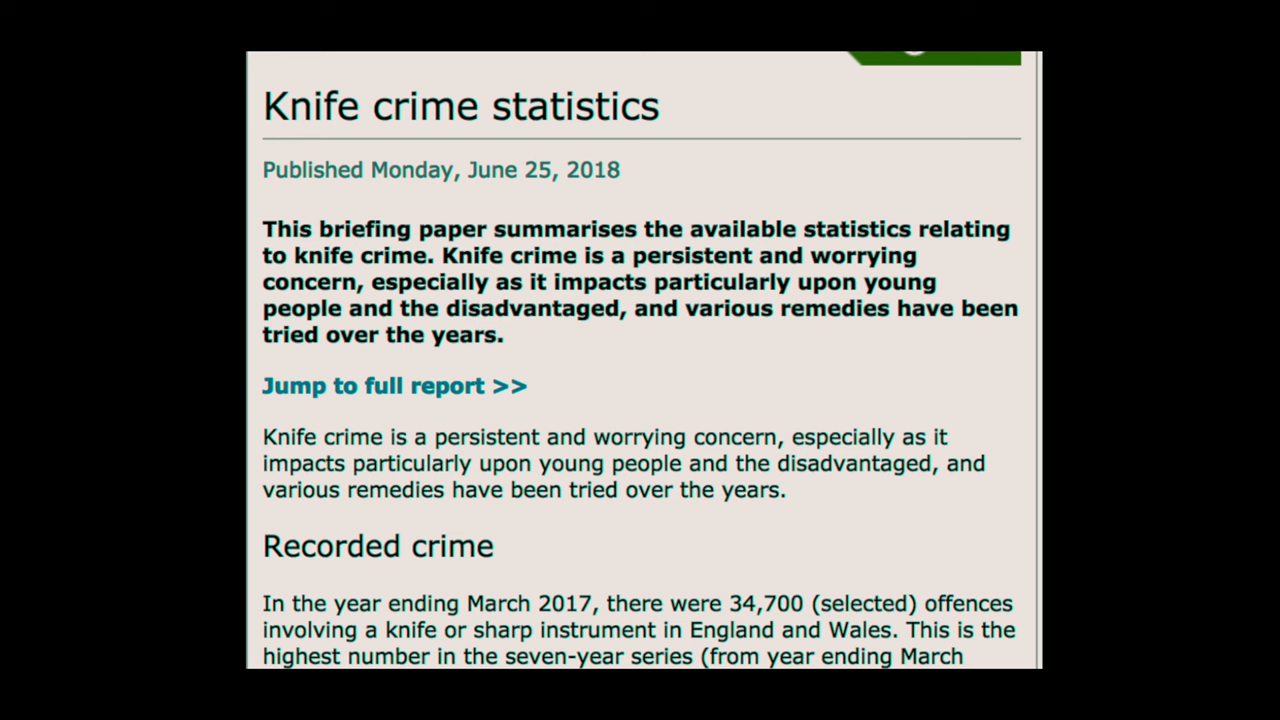 Knife crime statistics
Published Monday, June 25, 2018
This briefing paper summarises the available statistics relating
to knife crime. Knife crime is a persistent and worrying
concern, especially as it impacts particularly upon young
people and the disadvantaged, and various remedies have been
tried over the years.
Jump to full report >>
Knife crime is a persistent and worrying concern, especially as it
impacts particularly upon young people and the disadvantaged, and
various remedies have been tried over the years.
Recorded crime
In the year ending March 2017, there were 34,700 (selected) offences
involving a knife or sharp instrument in England and Wales. This is the
highest number in the seven-year series (from year ending March